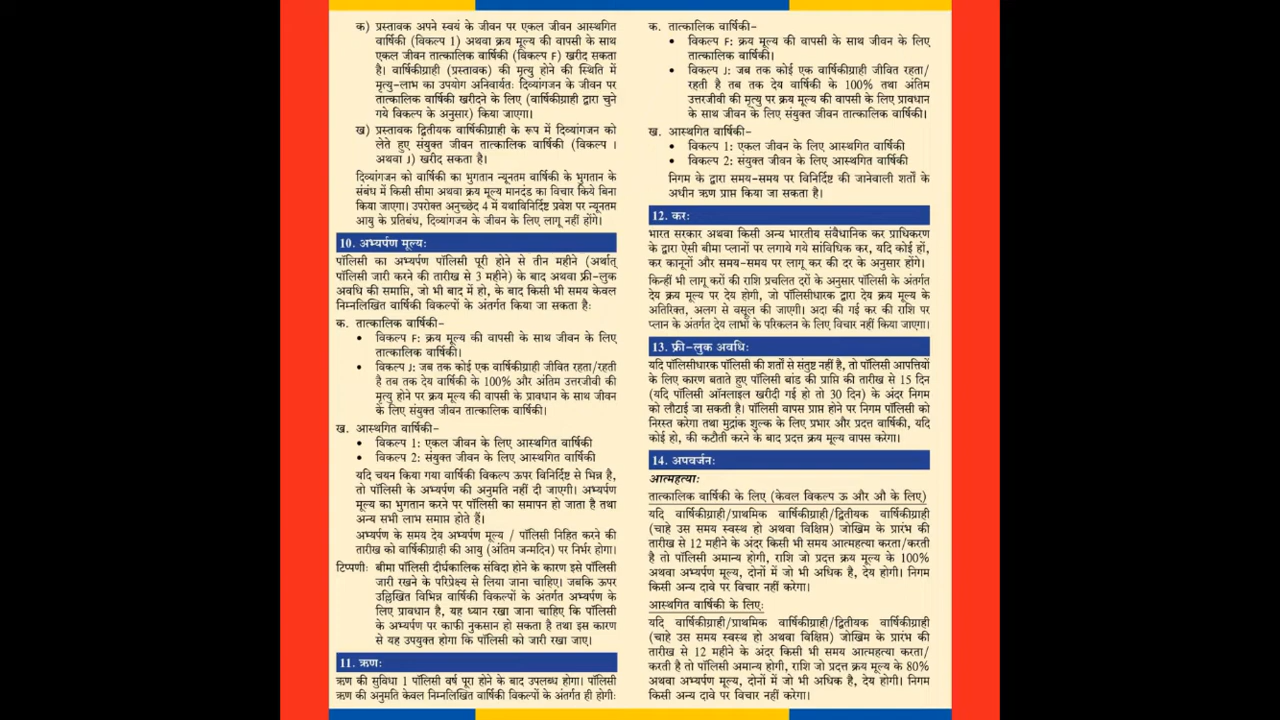 क) प्रस्तावक अपने स्वयं के जीवन पर एकल जीवन आस्थगित
वार्षिकी (विकल्प 1) अथवा क्रय मूल्य की वापसी के साथ
एकल जीवन तात्कालिक वार्षिकी (विकल्प F) खरीद सकता
है। वार्षिकीग्राही (प्रस्तावक) की मृत्यु होने की स्थिति में
मृत्यु-लाभ का उपयोग अनिवार्यतः दिव्यांगजन के जीवन पर
तात्कालिक वार्षिकी खरीदने के लिए (वार्षिकीग्राही द्वारा चुने
गये विकल्प के अनुसार) किया जाएगा।
ख) प्रस्तावक द्वितीयक वार्षिकीग्राही के रूप में दिव्यांगजन को
लेते हुए संयुक्त जीवन तात्कालिक वार्षिकी (विकल्प I
अथवा J) खरीद सकता है।
दिव्यांगजन को वार्षिकी का भुगतान न्यूनतम वार्षिकी के भुगतान के
संबंध में किसी सीमा अथवा क्रय मूल्य मानदंड का विचार किये बिना
किया जाएगा। उपरोक्त अनुच्छेद 4 में यथाविनिर्दिष्ट प्रवेश पर न्यूनतम
आयु के प्रतिबंध, दिव्यांगजन के जीवन के लिए लागू नहीं होंगे।
10. अभ्यर्पण मूल्यः
पॉलिसी का अभ्यर्पण पॉलिसी पूरी होने से तीन महीने (अर्थात्
पॉलिसी जारी करने की तारीख से 3 महीने) के बाद अथवा फ्री-लुक
अवधि की समाप्ति, जो भी बाद में हो, के बाद किसी भी समय केवल
निम्नलिखित वार्षिकी विकल्पों के अंतर्गत किया जा सकता हैः
क. तात्कालिक वार्षिकी-
• विकल्प F: क्रय मूल्य की वापसी के साथ जीवन के लिए
तात्कालिक वार्षिकी।
• विकल्प J: जब तक कोई एक वार्षिकीग्राही जीवित रहता/रहती
है तब तक देय वार्षिकी के 100% और अंतिम उत्तरजीवी की
मृत्यु होने पर क्रय मूल्य की वापसी के प्रावधान के साथ जीवन
के लिए संयुक्त जीवन तात्कालिक वार्षिकी।
ख. आस्थगित वार्षिकी-
• विकल्प 1: एकल जीवन के लिए आस्थगित वार्षिकी
• विकल्प 2: संयुक्त जीवन के लिए आस्थगित वार्षिकी
यदि चयन किया गया वार्षिकी विकल्प ऊपर विनिर्दिष्ट से भिन्न है,
तो पॉलिसी के अभ्यर्पण की अनुमति नहीं दी जाएगी। अभ्यर्पण
मूल्य का भुगतान करने पर पॉलिसी का समापन हो जाता है तथा
अन्य सभी लाभ समाप्त होते हैं।
अभ्यर्पण के समय देय अभ्यर्पण मूल्य / पॉलिसी निहित करने की
तारीख को वार्षिकीग्राही की आयु (अंतिम जन्मदिन) पर निर्भर होगा।
टिप्पणीः बीमा पॉलिसी दीर्घकालिक संविदा होने के कारण इसे पॉलिसी
जारी रखने के परिप्रेक्ष्य से लिया जाना चाहिए। जबकि ऊपर
उल्लिखित विभिन्न वार्षिकी विकल्पों के अंतर्गत अभ्यर्पण के
लिए प्रावधान है, यह ध्यान रखा जाना चाहिए कि पॉलिसी
के अभ्यर्पण पर काफी नुकसान हो सकता है तथा इस कारण
से यह उपयुक्त होगा कि पॉलिसी को जारी रखा जाए।
11. ऋणः
ऋण की सुविधा 1 पॉलिसी वर्ष पूरा होने के बाद उपलब्ध होगा। पॉलिसी
ऋण की अनुमति केवल निम्नलिखित वार्षिकी विकल्पों के अंतर्गत ही होगीः
क. तात्कालिक वार्षिकी-
• विकल्प F: क्रय मूल्य की वापसी के साथ जीवन के लिए
तात्कालिक वार्षिकी।
• विकल्प J: जब तक कोई एक वार्षिकीग्राही जीवित रहता/
रहती है तब तक देय वार्षिकी के 100% तथा अंतिम
उत्तरजीवी की मृत्यु पर क्रय मूल्य की वापसी के लिए प्रावधान
के साथ जीवन के लिए संयुक्त जीवन तात्कालिक वार्षिकी।
ख. आस्थगित वार्षिकी-
• विकल्प 1: एकल जीवन के लिए आस्थगित वार्षिकी
• विकल्प 2: संयुक्त जीवन के लिए आस्थगित वार्षिकी
निगम के द्वारा समय-समय पर विनिर्दिष्ट की जानेवाली शर्तों के
अधीन ऋण प्राप्त किया जा सकता है।
12. करः
भारत सरकार अथवा किसी अन्य भारतीय संवैधानिक कर प्राधिकरण
के द्वारा ऐसी बीमा प्लानों पर लगाये गये सांविधिक कर, यदि कोई हों,
कर कानूनों और समय-समय पर लागू कर की दर के अनुसार होंगे।
किन्हीं भी लागू करों की राशि प्रचलित दरों के अनुसार पॉलिसी के अंतर्गत
देय क्रय मूल्य पर देय होगी, जो पॉलिसीधारक द्वारा देय क्रय मूल्य के
अतिरिक्त, अलग से वसूल की जाएगी। अदा की गई कर की राशि पर
प्लान के अंतर्गत देय लाभों के परिकलन के लिए विचार नहीं किया जाएगा।
13. फ्री-लुक अवधिः
यदि पॉलिसीधारक पॉलिसी की शर्तों से संतुष्ट नहीं है, तो पॉलिसी आपत्तियों
के लिए कारण बताते हुए पॉलिसी बांड की प्राप्ति की तारीख से 15 दिन
(यदि पॉलिसी ऑनलाइल खरीदी गई हो तो 30 दिन) के अंदर निगम
को लौटाई जा सकती है। पॉलिसी वापस प्राप्त होने पर निगम पॉलिसी को
निरस्त करेगा तथा मुद्रांक शुल्क के लिए प्रभार और प्रदत्त वार्षिकी, यदि
कोई हो, की कटौती करने के बाद प्रदत्त क्रय मूल्य वापस करेगा।
14. अपवर्जनः
आत्महत्याः
तात्कालिक वार्षिकी के लिए (केवल विकल्प ऊ और औ के लिए)
यदि वार्षिकीग्राही/प्राथमिक वार्षिकीग्राही/द्वितीयक वार्षिकीग्राही
(चाहे उस समय स्वस्थ हो अथवा विक्षिप्त) जोखिम के प्रारंभ की
तारीख से 12 महीने के अंदर किसी भी समय आत्महत्या करता/करती
है तो पॉलिसी अमान्य होगी, राशि जो प्रदत्त क्रय मूल्य के 100%
अथवा अभ्यर्पण मूल्य, दोनों में जो भी अधिक है, देय होगी। निगम
किसी अन्य दावे पर विचार नहीं करेगा।
आस्थगित वार्षिकी के लिएः
यदि वार्षिकीग्राही/प्राथमिक वार्षिकीग्राही/द्वितीयक वार्षिकीग्राही
(चाहे उस समय स्वस्थ हो अथवा विक्षिप्त) जोखिम के प्रारंभ की
तारीख से 12 महीने के अंदर किसी भी समय आत्महत्या करता/
करती है तो पॉलिसी अमान्य होगी, राशि जो प्रदत्त क्रय मूल्य के 80%
अथवा अभ्यर्पण मूल्य, दोनों में जो भी अधिक है, देय होगी। निगम
किसी अन्य दावे पर विचार नहीं करेगा।